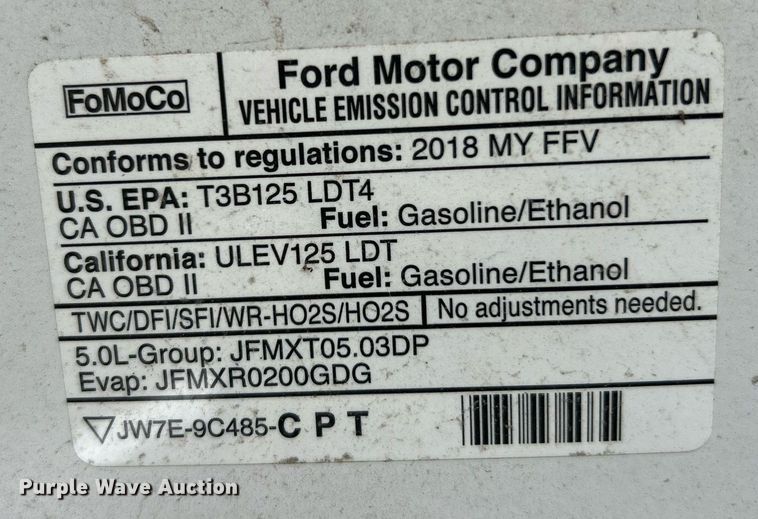 FoMoCo
Ford Motor Company
VEHICLE EMISSION CONTROL INFORMATION
Conforms to regulations: 2018 MY FFV
U.S. EPA: T3B125 LDT4
CA OBD II Fuel: Gasoline/Ethanol
California: ULEV125 LDT
CA OBD II Fuel: Gasoline/Ethanol
TWC/DFI/SFI/WR-HO2S/HO2S No adjustments needed.
5.0L-Group: JFMXT05.03DP
Evap: JFMXR0200GDG
JW7E-9C485-C P T
Purple Wave Auction